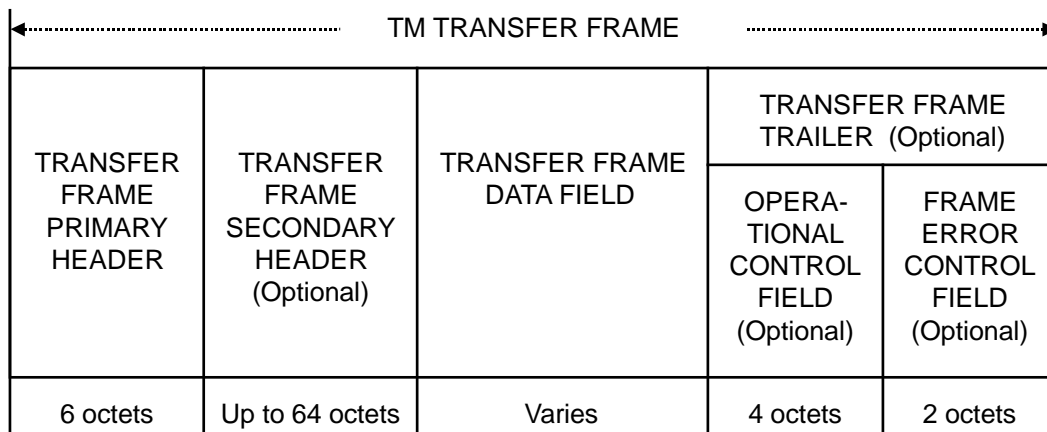 TM TRANSFER FRAME
TRANSFER
FRAME
PRIMARY
HEADER
TRANSFER
FRAME
SECONDARY
HEADER
(Optional)
TRANSFER FRAME
DATA FIELD
TRANSFER FRAME
TRAILER (Optional)
OPERA-
TIONAL
CONTROL
FIELD
(Optional)
FRAME
ERROR
CONTROL
FIELD
(Optional)
6 octets
Up to 64 octets
Varies
4 octets
2 octets